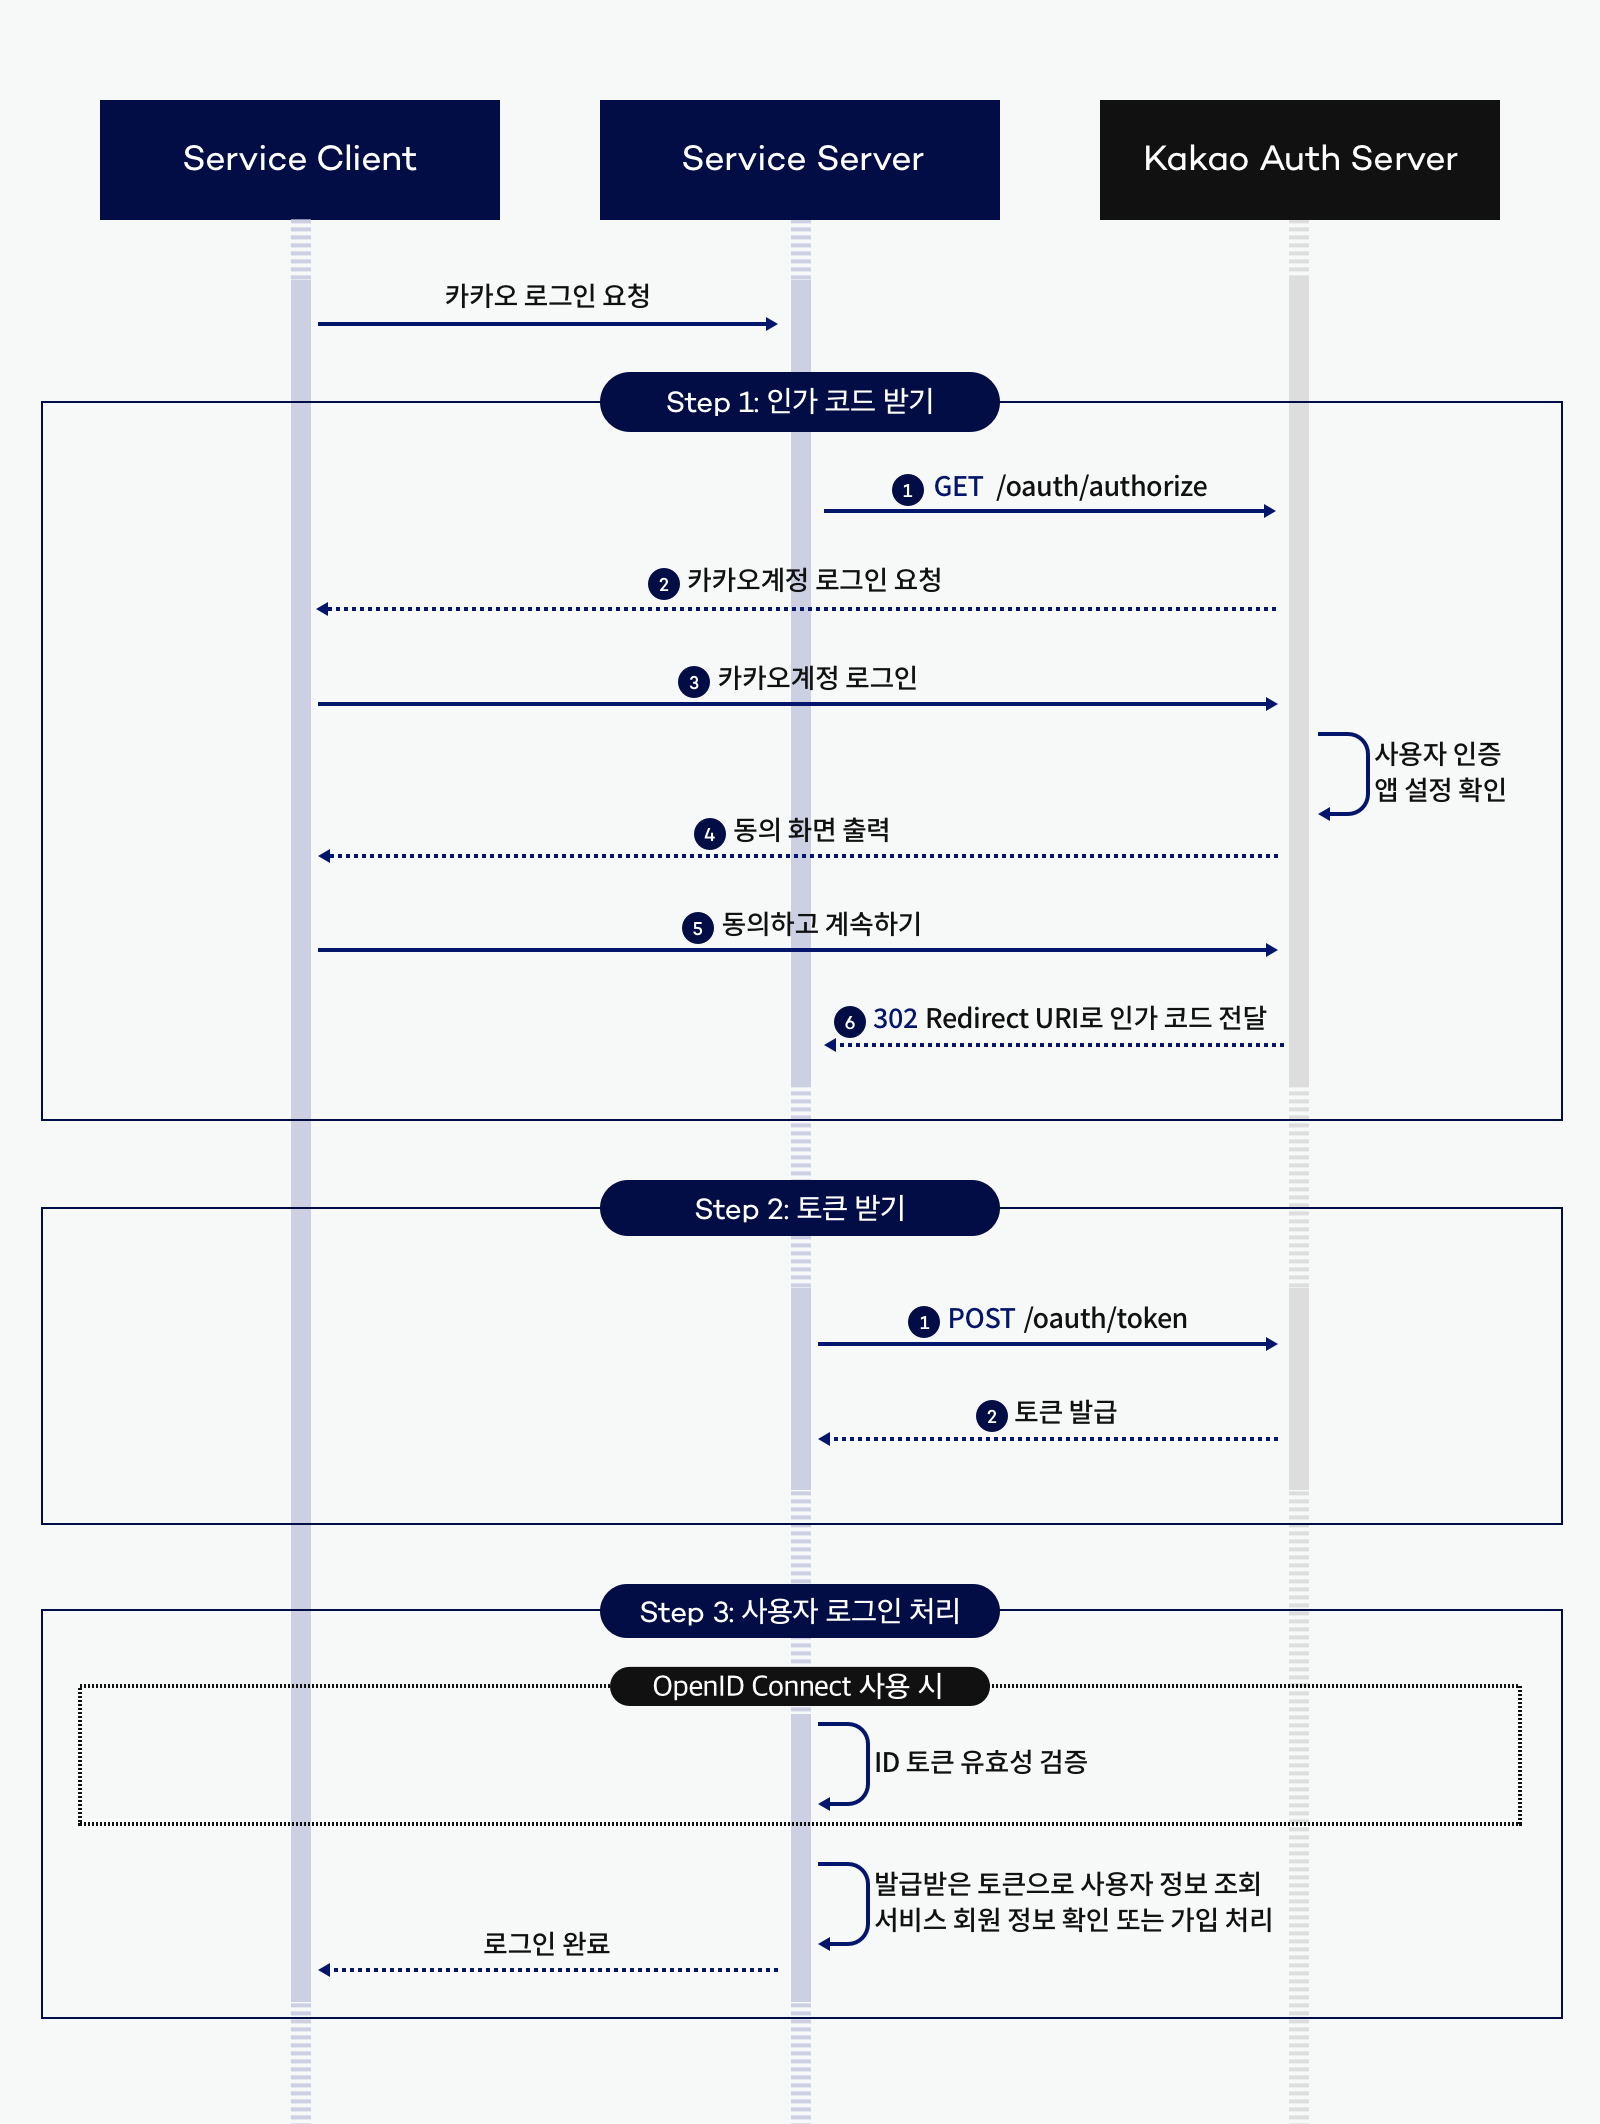 Service Client
Service Server
Kakao Auth Server
카카오 로그인 요청
Step 1: 인가 코드 받기
1 GET /oauth/authorize
2 카카오계정 로그인 요청
3 카카오계정 로그인
사용자 인증
앱 설정 확인
4 동의 화면 출력
5 동의하고 계속하기
6 302 Redirect URI로 인가 코드 전달
Step 2: 토큰 받기
1 POST /oauth/token
2 토큰 발급
Step 3: 사용자 로그인 처리
OpenID Connect 사용 시
ID 토큰 유효성 검증
발급받은 토큰으로 사용자 정보 조회
서비스 회원 정보 확인 또는 가입 처리
로그인 완료